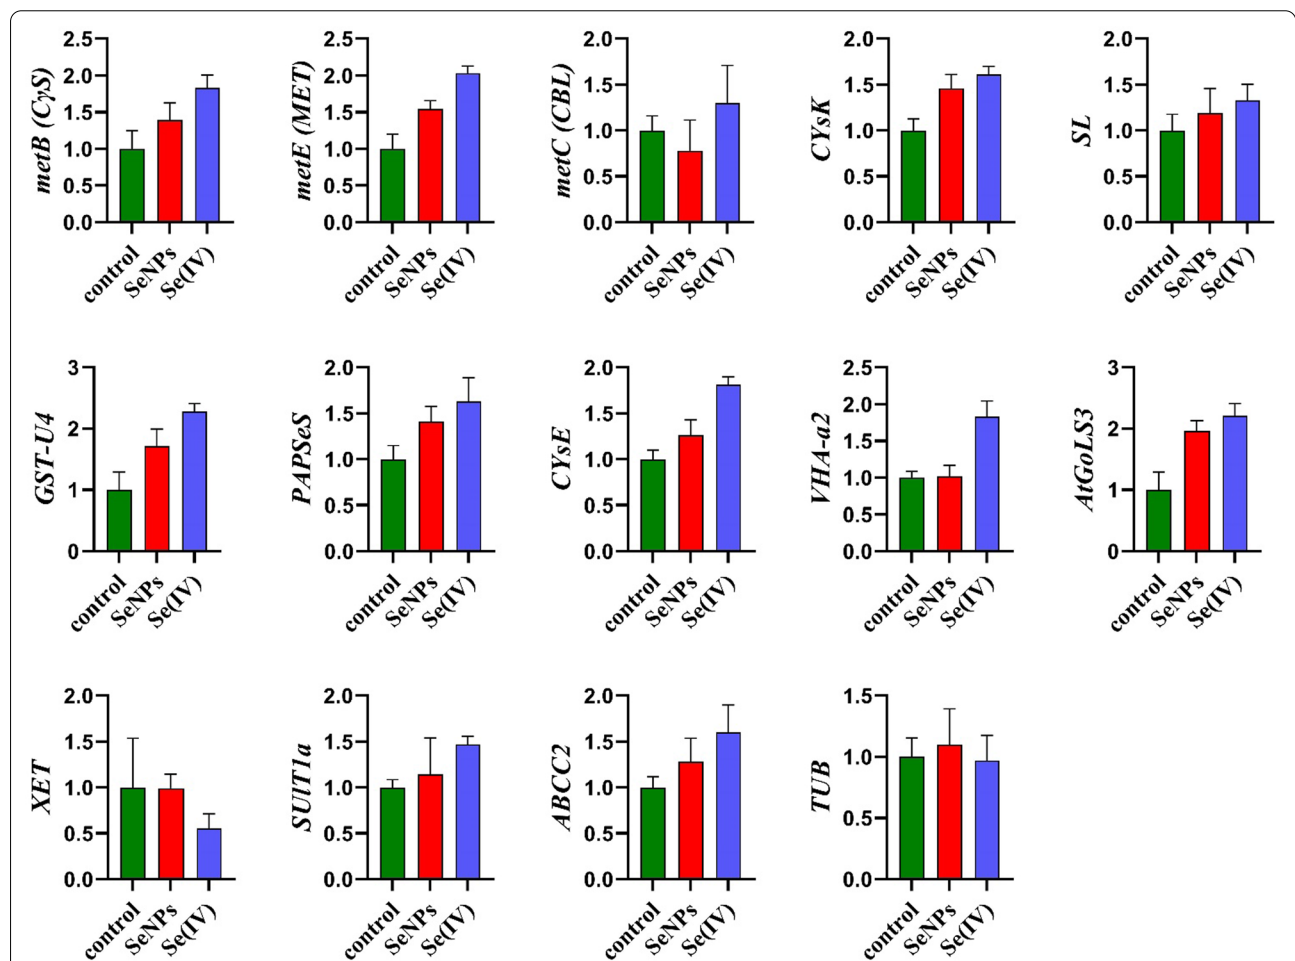 metB (CγS)
2.5
2.0
1.5
1.0
0.5
0.0
control
SeNPs
Se(IV)
metE (MET)
2.5
2.0
1.5
1.0
0.5
0.0
control
SeNPs
Se(IV)
metC (CBL)
2.0
1.5
1.0
0.5
0.0
control
SeNPs
Se(IV)
CYsK
2.0
1.5
1.0
0.5
0.0
control
SeNPs
Se(IV)
SL
2.0
1.5
1.0
0.5
0.0
control
SeNPs
Se(IV)
GST-U4
3
2
1
0
control
SeNPs
Se(IV)
PAPSeS
2.0
1.5
1.0
0.5
0.0
control
SeNPs
Se(IV)
CYsE
2.0
1.5
1.0
0.5
0.0
control
SeNPs
Se(IV)
VHA-a2
2.5
2.0
1.5
1.0
0.5
0.0
control
SeNPs
Se(IV)
AtGoLS3
3
2
1
0
control
SeNPs
Se(IV)
XET
2.0
1.5
1.0
0.5
0.0
control
SeNPs
Se(IV)
SUlT1a
2.0
1.5
1.0
0.5
0.0
control
SeNPs
Se(IV)
ABCC2
2.0
1.5
1.0
0.5
0.0
control
SeNPs
Se(IV)
TUB
1.5
1.0
0.5
0.0
control
SeNPs
Se(IV)